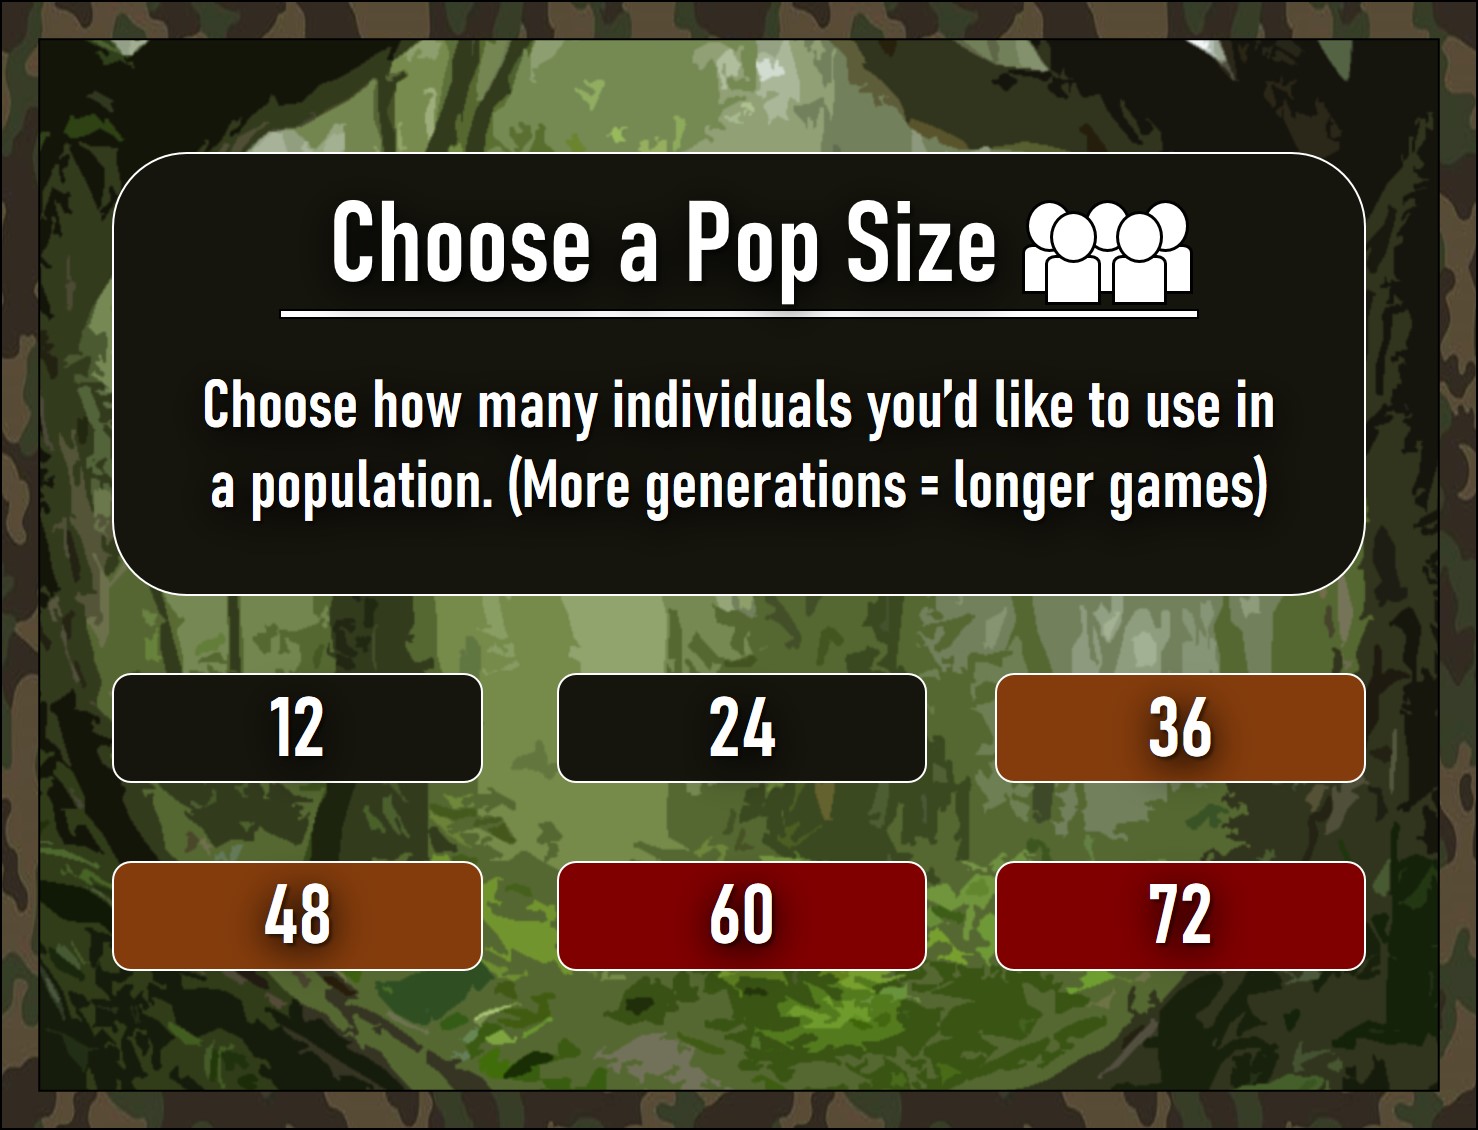 Choose a Pop Size
Choose how many individuals you’d like to use in
a population. (More generations = longer games)
12
24
36
48
60
72